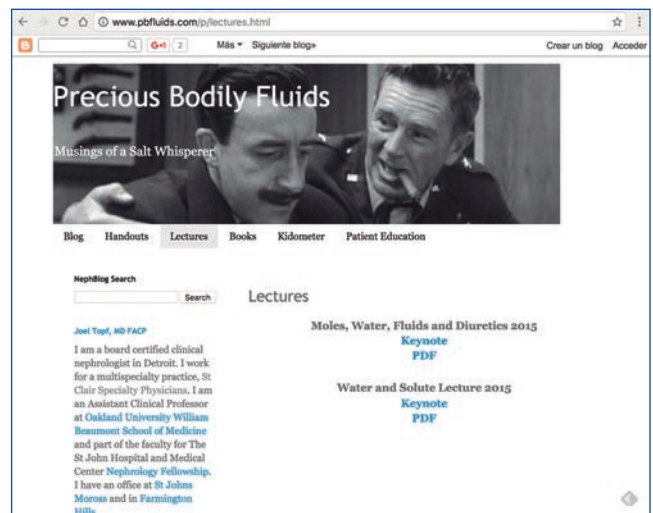 www.pbfluids.com/p/lectures.html
G+1 2 Más Siguiente blog» Crear un blog Acceder
Precious Bodily Fluids
Musings of a Salt Whisperer
Blog Handouts Lectures Books Kidometer Patient Education
NephBlog Search
Search
Joel Topf, MD FACP
I am a board certified clinical
nephrologist in Detroit. I work
for a multispecialty practice, St
Clair Specialty Physicians. I am
an Assistant Clinical Professor
at Oakland University William
Beaumont School of Medicine
and part of the faculty for The
St John Hospital and Medical
Center Nephrology Fellowship.
I have an office at St Johns
Moross and in Farmington
Hills
Lectures
Moles, Water, Fluids and Diuretics 2015
Keynote
PDF
Water and Solute Lecture 2015
Keynote
PDF